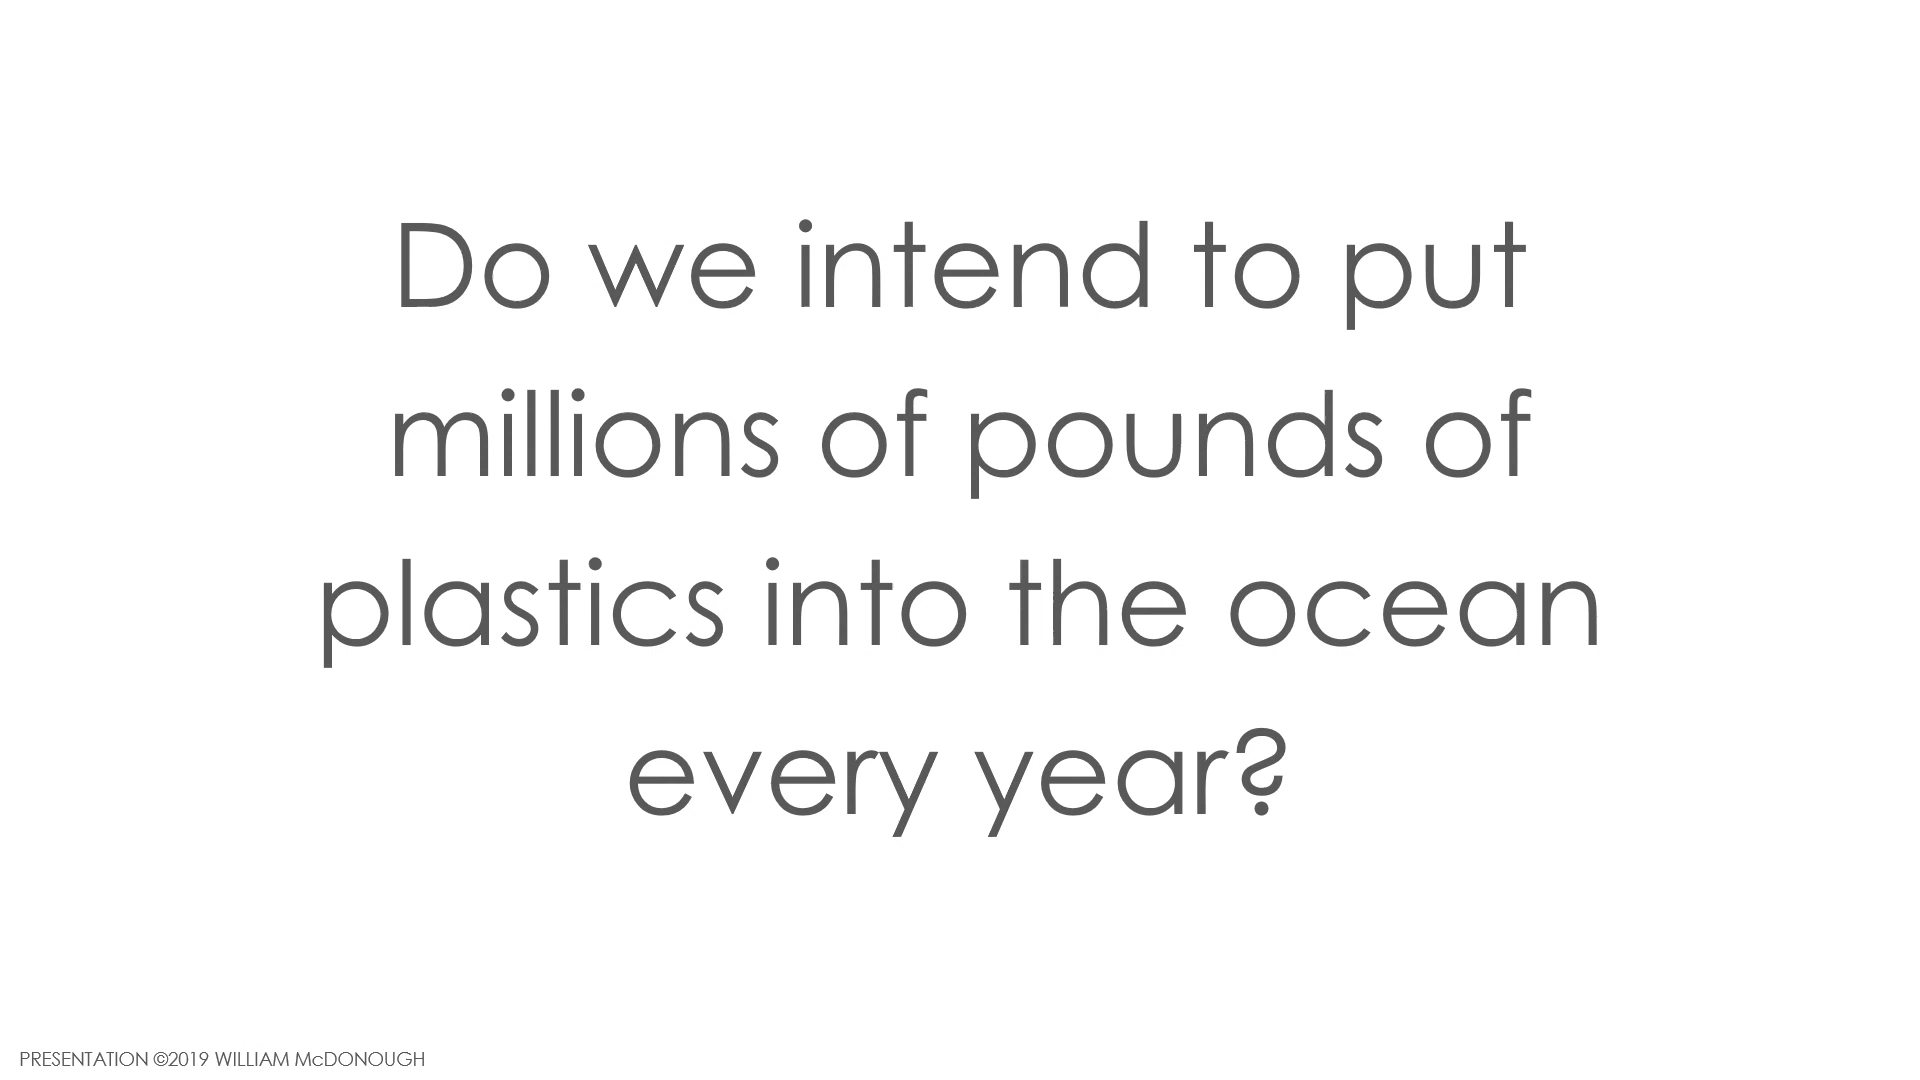 Do we intend to put
millions of pounds of
plastics into the ocean
every year?
PRESENTATION ©2019 WILLIAM McDONOUGH